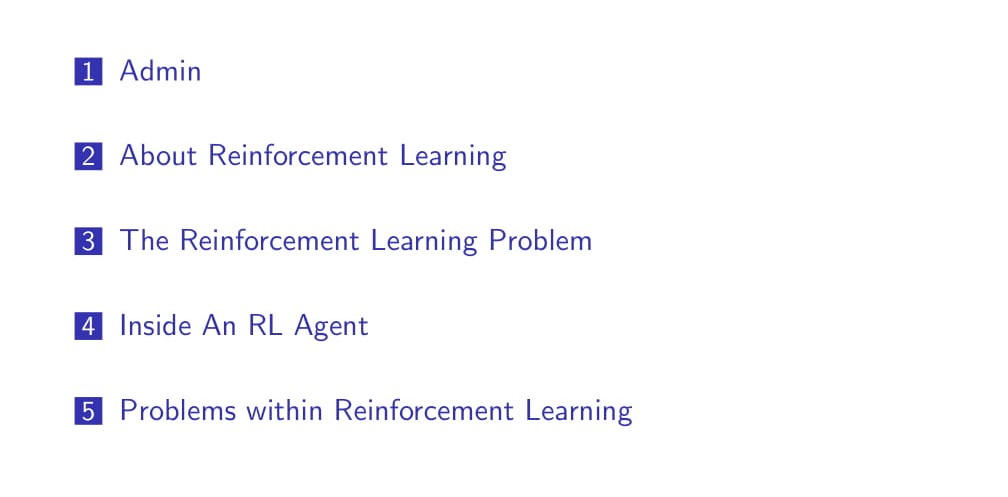 1 Admin
2 About Reinforcement Learning
3 The Reinforcement Learning Problem
4 Inside An RL Agent
5 Problems within Reinforcement Learning